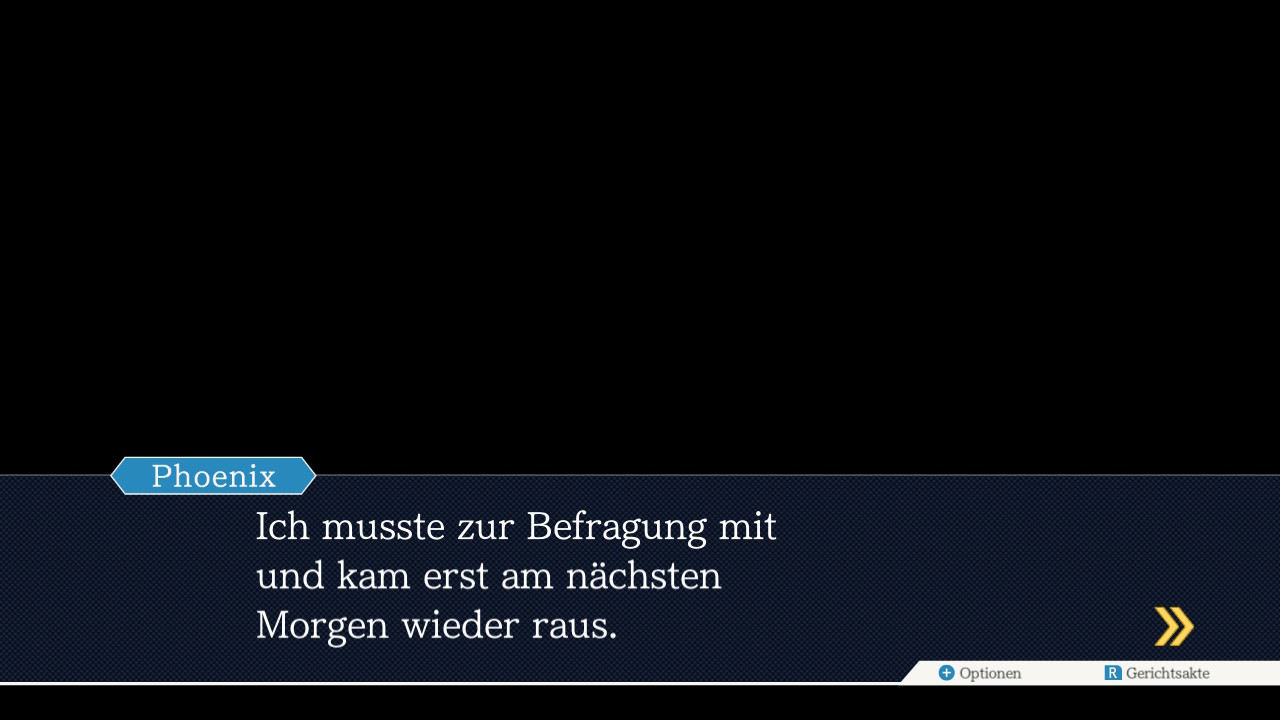 Phoenix
Ich musste zur Befragung mit
und kam erst am nächsten
Morgen wieder raus.
+ Optionen
R Gerichtsakte